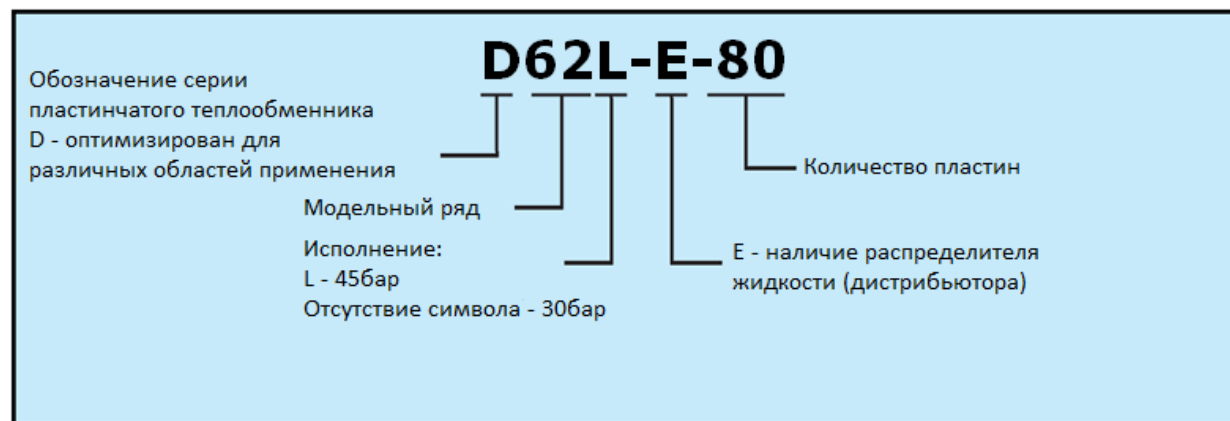 D62L-E-80
Обозначение серии
пластинчатого теплообменника
D - оптимизирован для
различных областей применения
Количество пластин
Модельный ряд
Исполнение:
L - 45бар
Отсутствие символа - 30бар
E - наличие распределителя
жидкости (дистрибьютора)